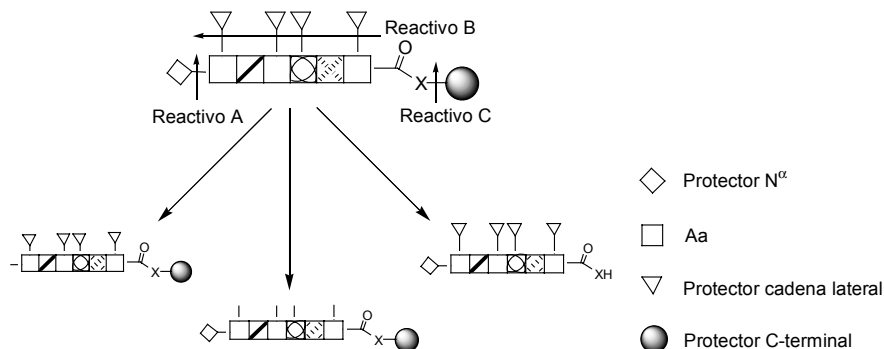 Reactivo B
O
X
Reactivo A
Reactivo C
Protector Nα
O
X
O
XH
Aa
Protector cadena lateral
O
X
Protector C-terminal